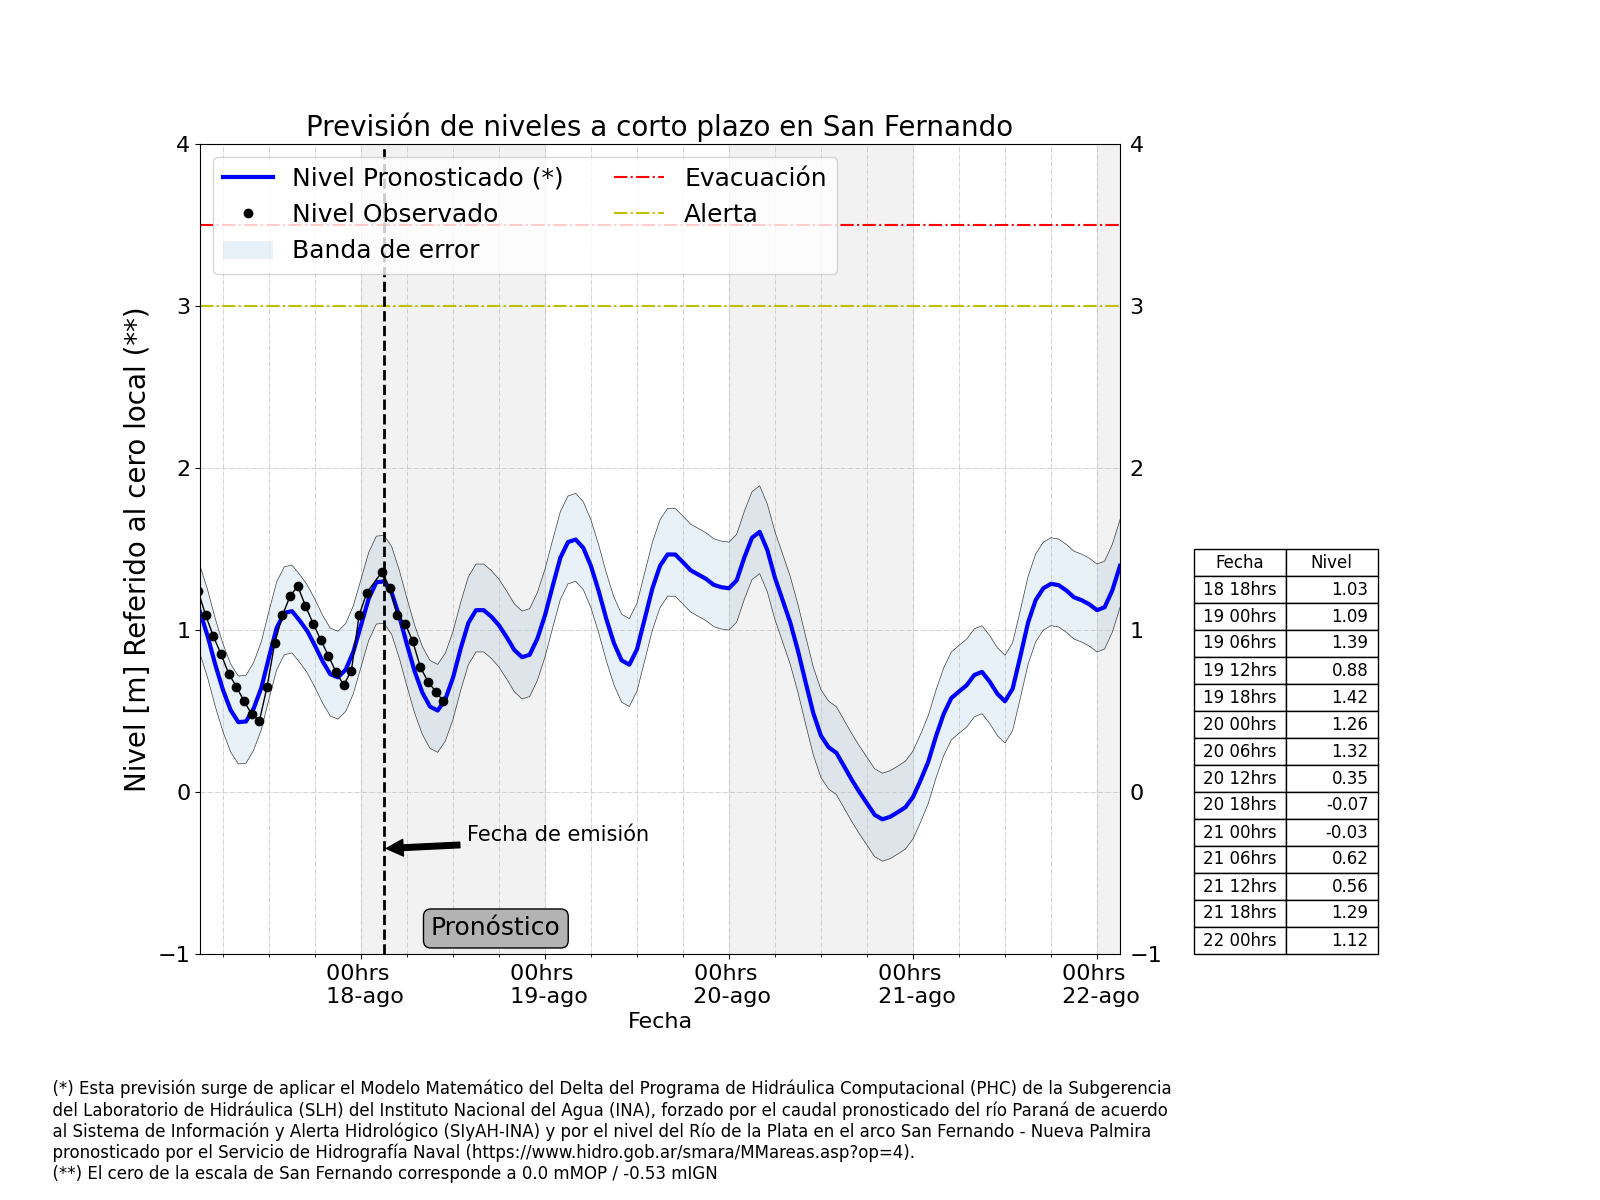 Previsión de niveles a corto plazo en San Fernando
Nivel Pronosticado (*)
Nivel Observado
Banda de error
Evacuación
Alerta
Nivel [m] Referido al cero local (**)
4
3
2
1
0
−1
4
3
2
1
0
−1
Fecha de emisión
Pronóstico
00hrs
18-ago
00hrs
19-ago
00hrs
20-ago
00hrs
21-ago
00hrs
22-ago
Fecha
Fecha Nivel
18 18hrs 1.03
19 00hrs 1.09
19 06hrs 1.39
19 12hrs 0.88
19 18hrs 1.42
20 00hrs 1.26
20 06hrs 1.32
20 12hrs 0.35
20 18hrs -0.07
21 00hrs -0.03
21 06hrs 0.62
21 12hrs 0.56
21 18hrs 1.29
22 00hrs 1.12
(*) Esta previsión surge de aplicar el Modelo Matemático del Delta del Programa de Hidráulica Computacional (PHC) de la Subgerencia
del Laboratorio de Hidráulica (SLH) del Instituto Nacional del Agua (INA), forzado por el caudal pronosticado del río Paraná de acuerdo
al Sistema de Información y Alerta Hidrológico (SIyAH-INA) y por el nivel del Río de la Plata en el arco San Fernando - Nueva Palmira
pronosticado por el Servicio de Hidrografía Naval (https://www.hidro.gob.ar/smara/MMareas.asp?op=4).
(**) El cero de la escala de San Fernando corresponde a 0.0 mMOP / -0.53 mIGN